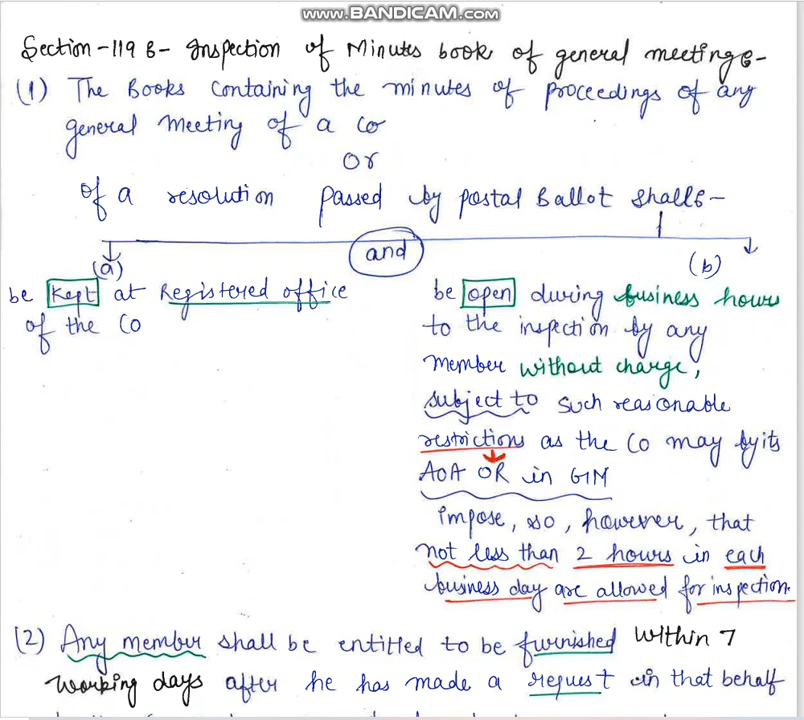 www.BANDICAM.com
Section-119 :- Inspection of Minutes book of general meeting:-
(1) The Books containing the minutes of proceedings of any
general meeting of a Co
Or
of a resolution passed by postal Ballot shall:-
and
(a)
(b)
be kept at Registered office
of the Co
be open during business hours
to the inspection by any
member without charge,
subject to such reasonable
restrictions as the Co may by its
AOA OR in GM
impose, so, however, that
not less than 2 hours in each
business day are allowed for inspection.
(2) Any member shall be entitled to be furnished within 7
working days after he has made a request in that behalf